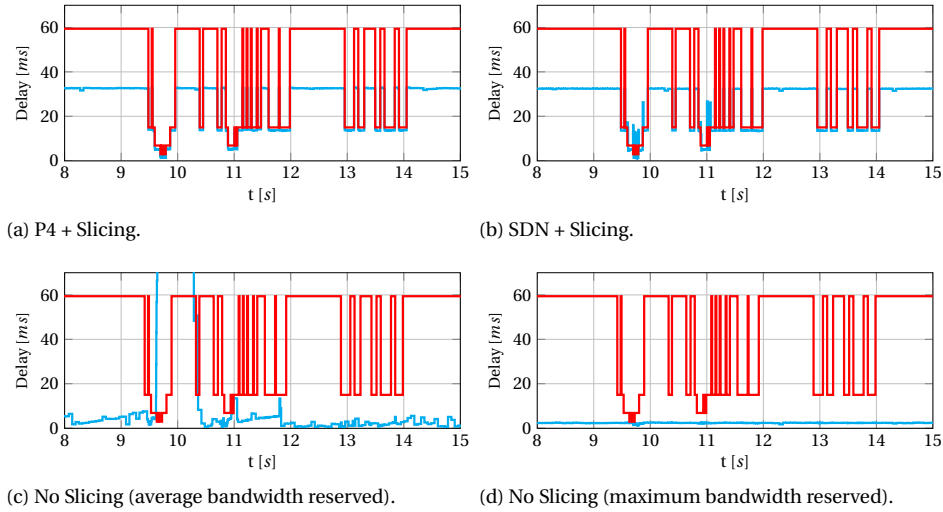 60
40
20
0
Delay [ms]
8 9 10 11 12 13 14 15
t [s]
(a) P4 + Slicing.
60
40
20
0
Delay [ms]
8 9 10 11 12 13 14 15
t [s]
(b) SDN + Slicing.
60
40
20
0
Delay [ms]
8 9 10 11 12 13 14 15
t [s]
(c) No Slicing (average bandwidth reserved).
60
40
20
0
Delay [ms]
8 9 10 11 12 13 14 15
t [s]
(d) No Slicing (maximum bandwidth reserved).